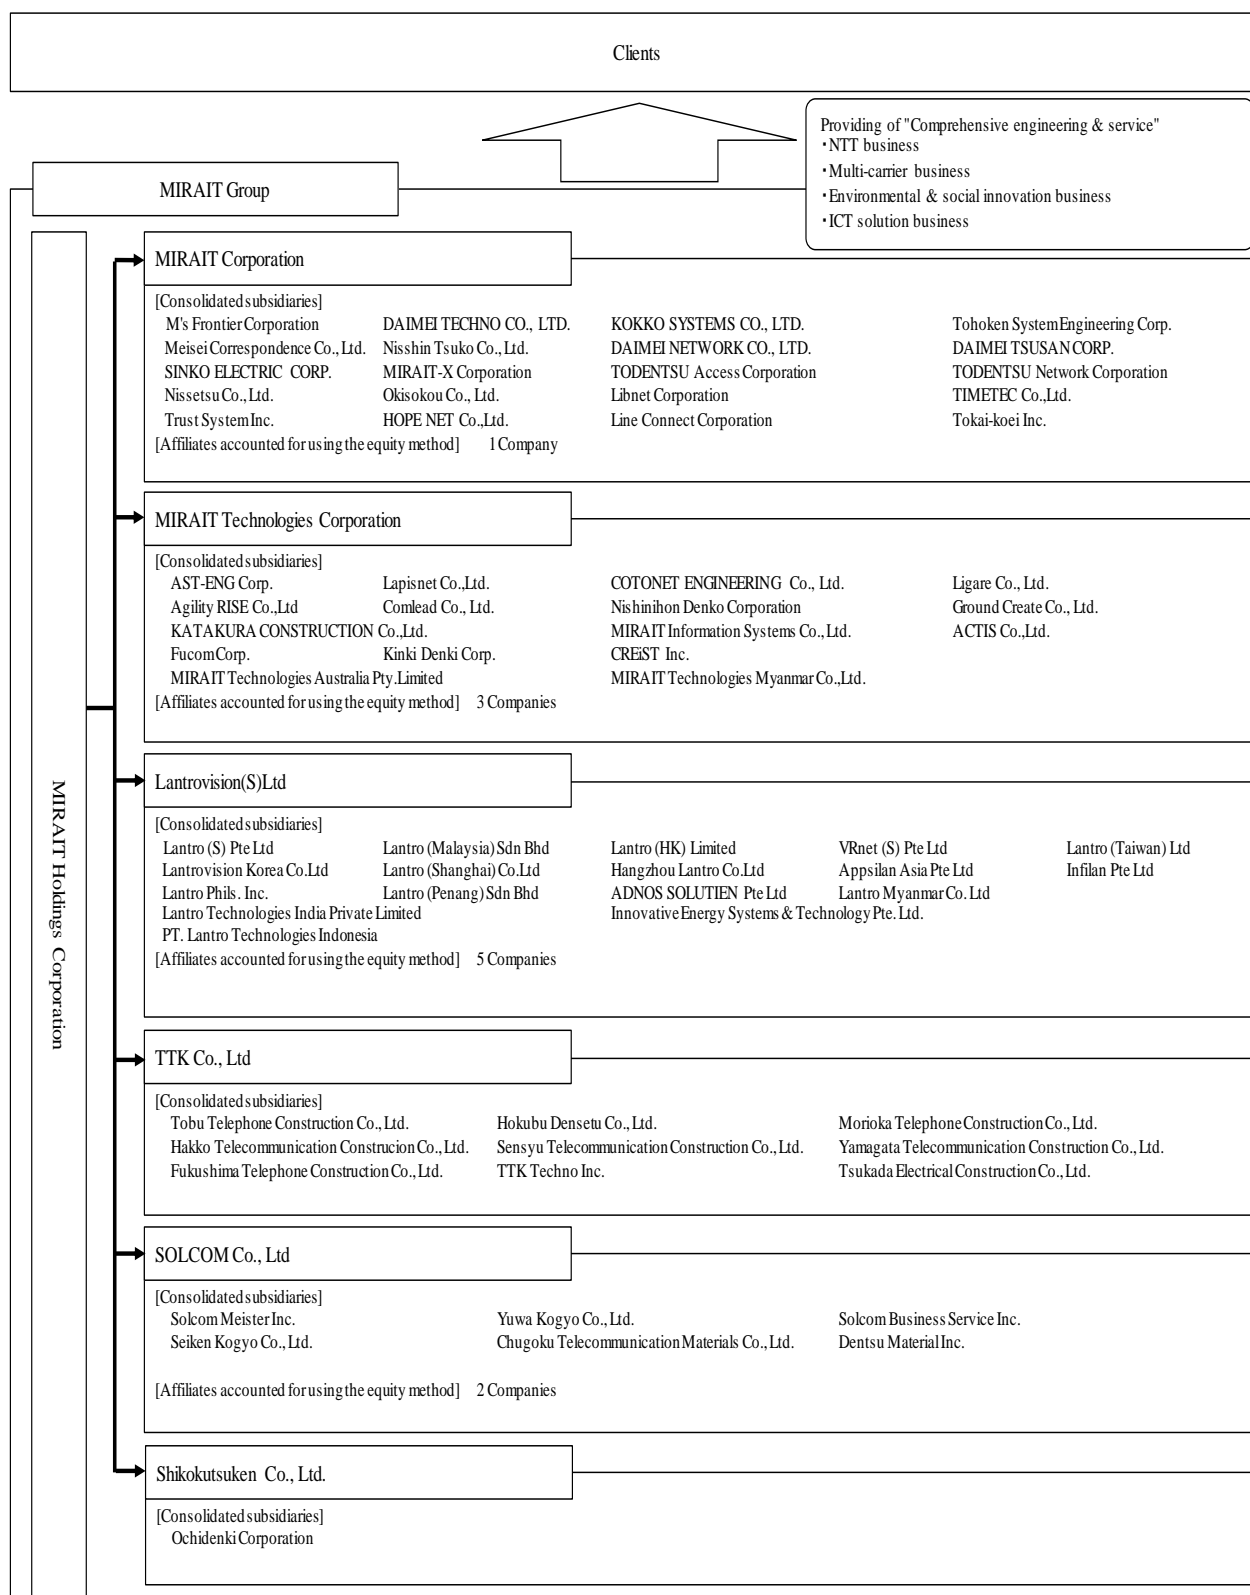 Clients
Providing of "Comprehensive engineering & service"
・NTT business
・Multi-carrier business
・Environmental & social innovation business
・ICT solution business
MIRAIT Group
MIRAIT Holdings Corporation
MIRAIT Corporation
[Consolidated subsidiaries]
M's Frontier Corporation DAIMEI TECHNO CO., LTD. KOKKO SYSTEMS CO., LTD. Tohoken System Engineering Corp.
Meisei Correspondence Co., Ltd. Nisshin Tsuko Co., Ltd. DAIMEI NETWORK CO., LTD. DAIMEI TSUSAN CORP.
SINKO ELECTRIC CORP. MIRAIT-X Corporation TODENTSU Access Corporation TODENTSU Network Corporation
Nissetsu Co., Ltd. Okisokou Co., Ltd. Libnet Corporation TIMETEC Co.,Ltd.
Trust System Inc. HOPE NET Co.,Ltd. Line Connect Corporation Tokai-koei Inc.
[Affiliates accounted for using the equity method] 1 Company
MIRAIT Technologies Corporation
[Consolidated subsidiaries]
AST-ENG Corp. Lapisnet Co.,Ltd. COTONET ENGINEERING Co., Ltd. Ligare Co., Ltd.
Agility RISE Co.,Ltd Comlead Co., Ltd. Nishinihon Denko Corporation Ground Create Co., Ltd.
KATAKURA CONSTRUCTION Co.,Ltd. MIRAIT Information Systems Co., Ltd. ACTIS Co.,Ltd.
Fucom Corp. Kinki Denki Corp. CREiST Inc.
MIRAIT Technologies Australia Pty.Limited MIRAIT Technologies Myanmar Co.,Ltd.
[Affiliates accounted for using the equity method] 3 Companies
Lantrovision(S)Ltd
[Consolidated subsidiaries]
Lantro (S) Pte Ltd Lantro (Malaysia) Sdn Bhd Lantro (HK) Limited VRnet (S) Pte Ltd Lantro (Taiwan) Ltd
Lantrovision Korea Co.Ltd Lantro (Shanghai) Co.Ltd Hangzhou Lantro Co.Ltd Appsilan Asia Pte Ltd Infilan Pte Ltd
Lantro Phils. Inc. Lantro (Penang) Sdn Bhd ADNOS SOLUTIEN Pte Ltd Lantro Myanmar Co. Ltd
Lantro Technologies India Private Limited Innovative Energy Systems & Technology Pte. Ltd.
PT. Lantro Technologies Indonesia
[Affiliates accounted for using the equity method] 5 Companies
TTK Co., Ltd
[Consolidated subsidiaries]
Tobu Telephone Construction Co., Ltd. Hokubu Densetu Co., Ltd. Morioka Telephone Construction Co., Ltd.
Hakko Telecommunication Construcion Co., Ltd. Sensyu Telecommunication Construction Co., Ltd. Yamagata Telecommunication Construction Co., Ltd.
Fukushima Telephone Construction Co., Ltd. TTK Techno Inc. Tsukada Electrical Construction Co., Ltd.
SOLCOM Co., Ltd
[Consolidated subsidiaries]
Solcom Meister Inc. Yuwa Kogyo Co., Ltd. Solcom Business Service Inc.
Seiken Kogyo Co., Ltd. Chugoku Telecommunication Materials Co., Ltd. Dentsu Material Inc.
[Affiliates accounted for using the equity method] 2 Companies
Shikokutsuken Co., Ltd.
[Consolidated subsidiaries]
Ochidenki Corporation